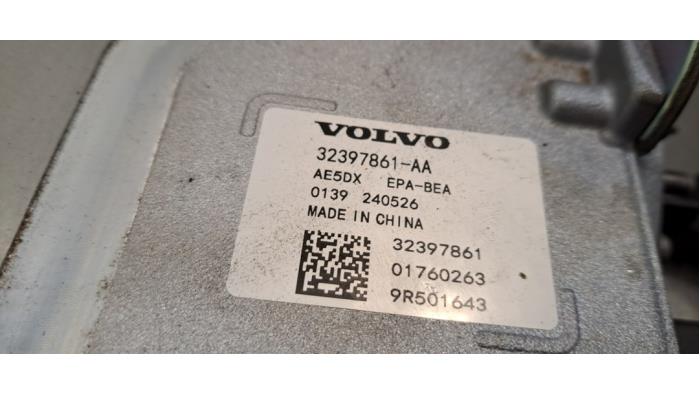 VOLVO
32397861-AA
AE5DX EPA-BEA
0139 240526
MADE IN CHINA
32397861
01760263
9R501643